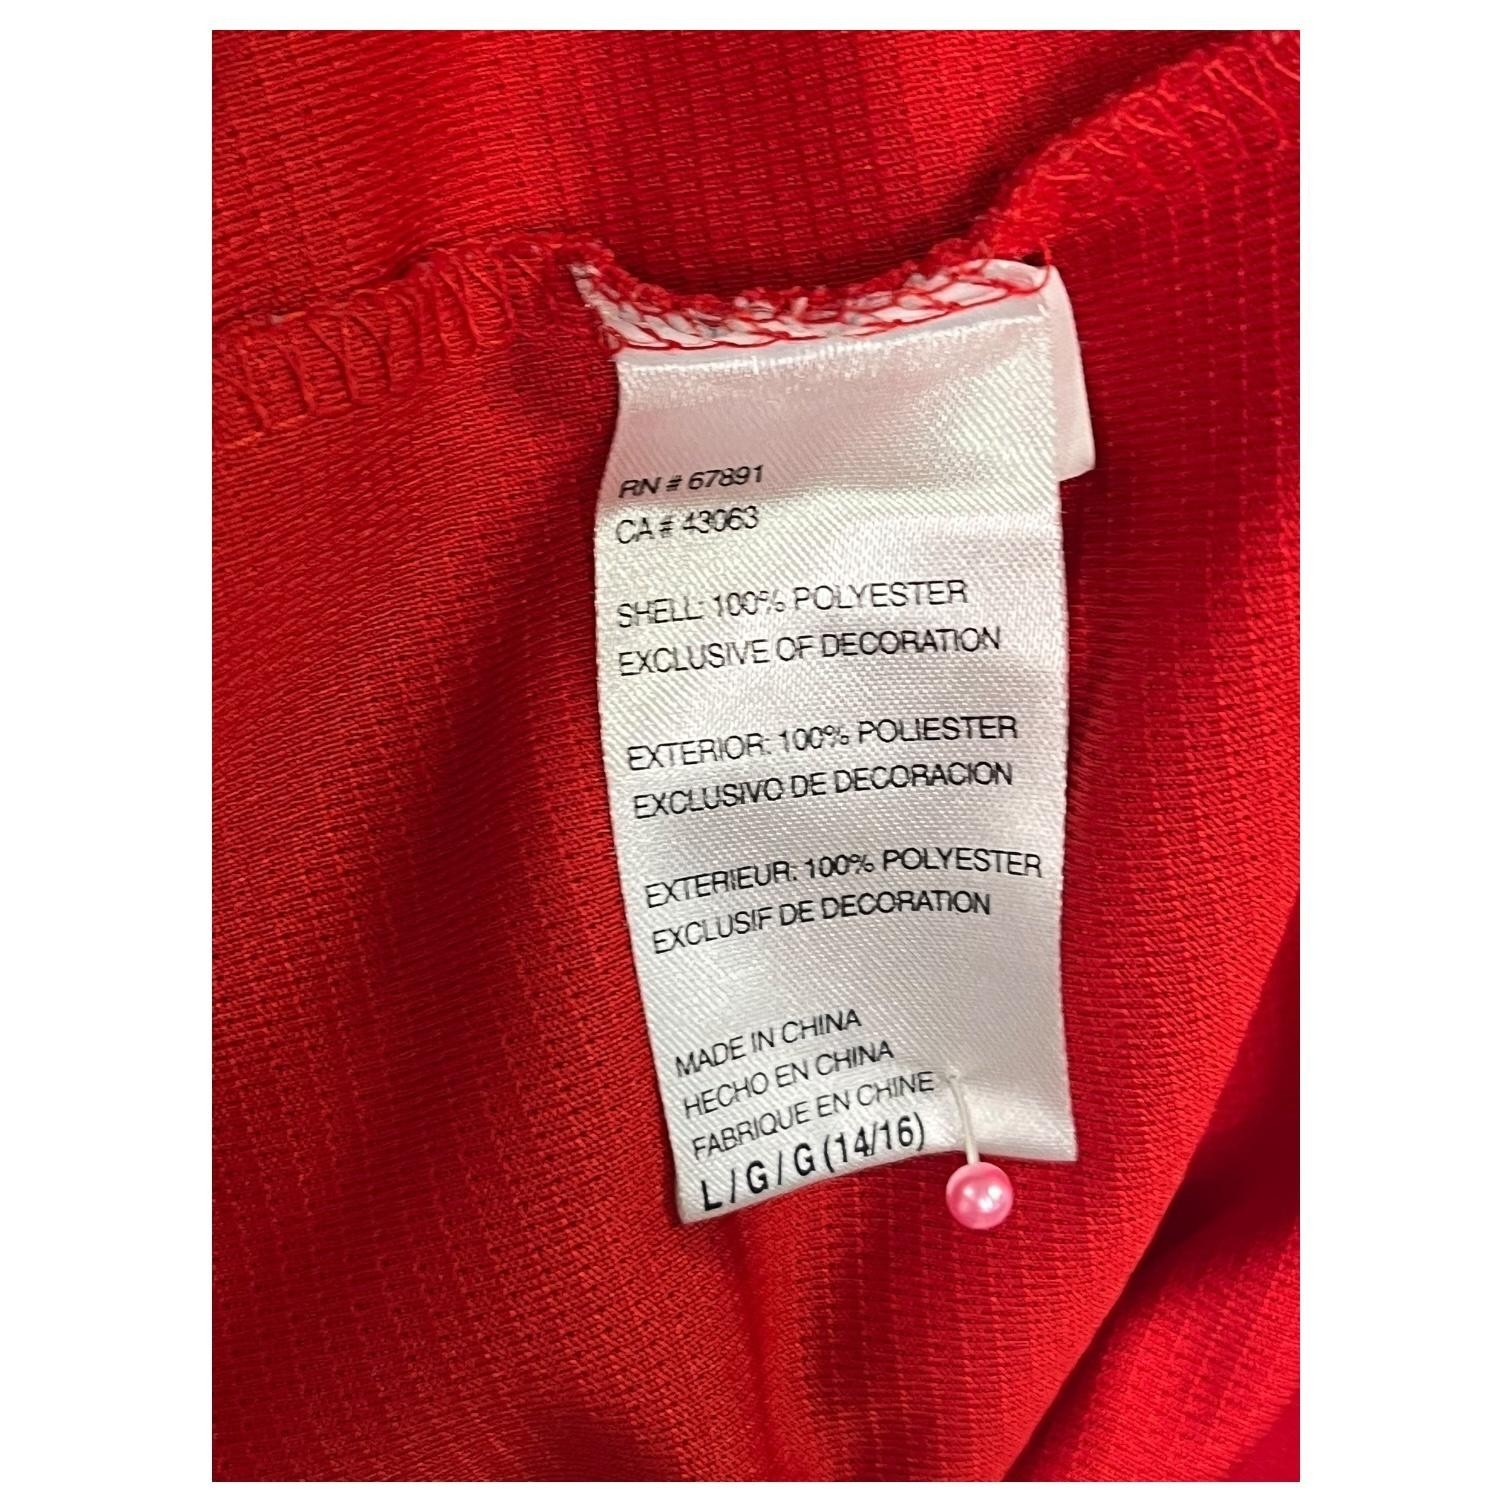 RN # 67891
CA # 43063
SHELL: 100% POLYESTER
EXCLUSIVE OF DECORATION
EXTERIOR: 100% POLIESTER
EXCLUSIVO DE DECORACION
EXTERIEUR: 100% POLYESTER
EXCLUSIF DE DECORATION
MADE IN CHINA
HECHO EN CHINA
FABRIQUE EN CHINE
L / G / G (14/16)